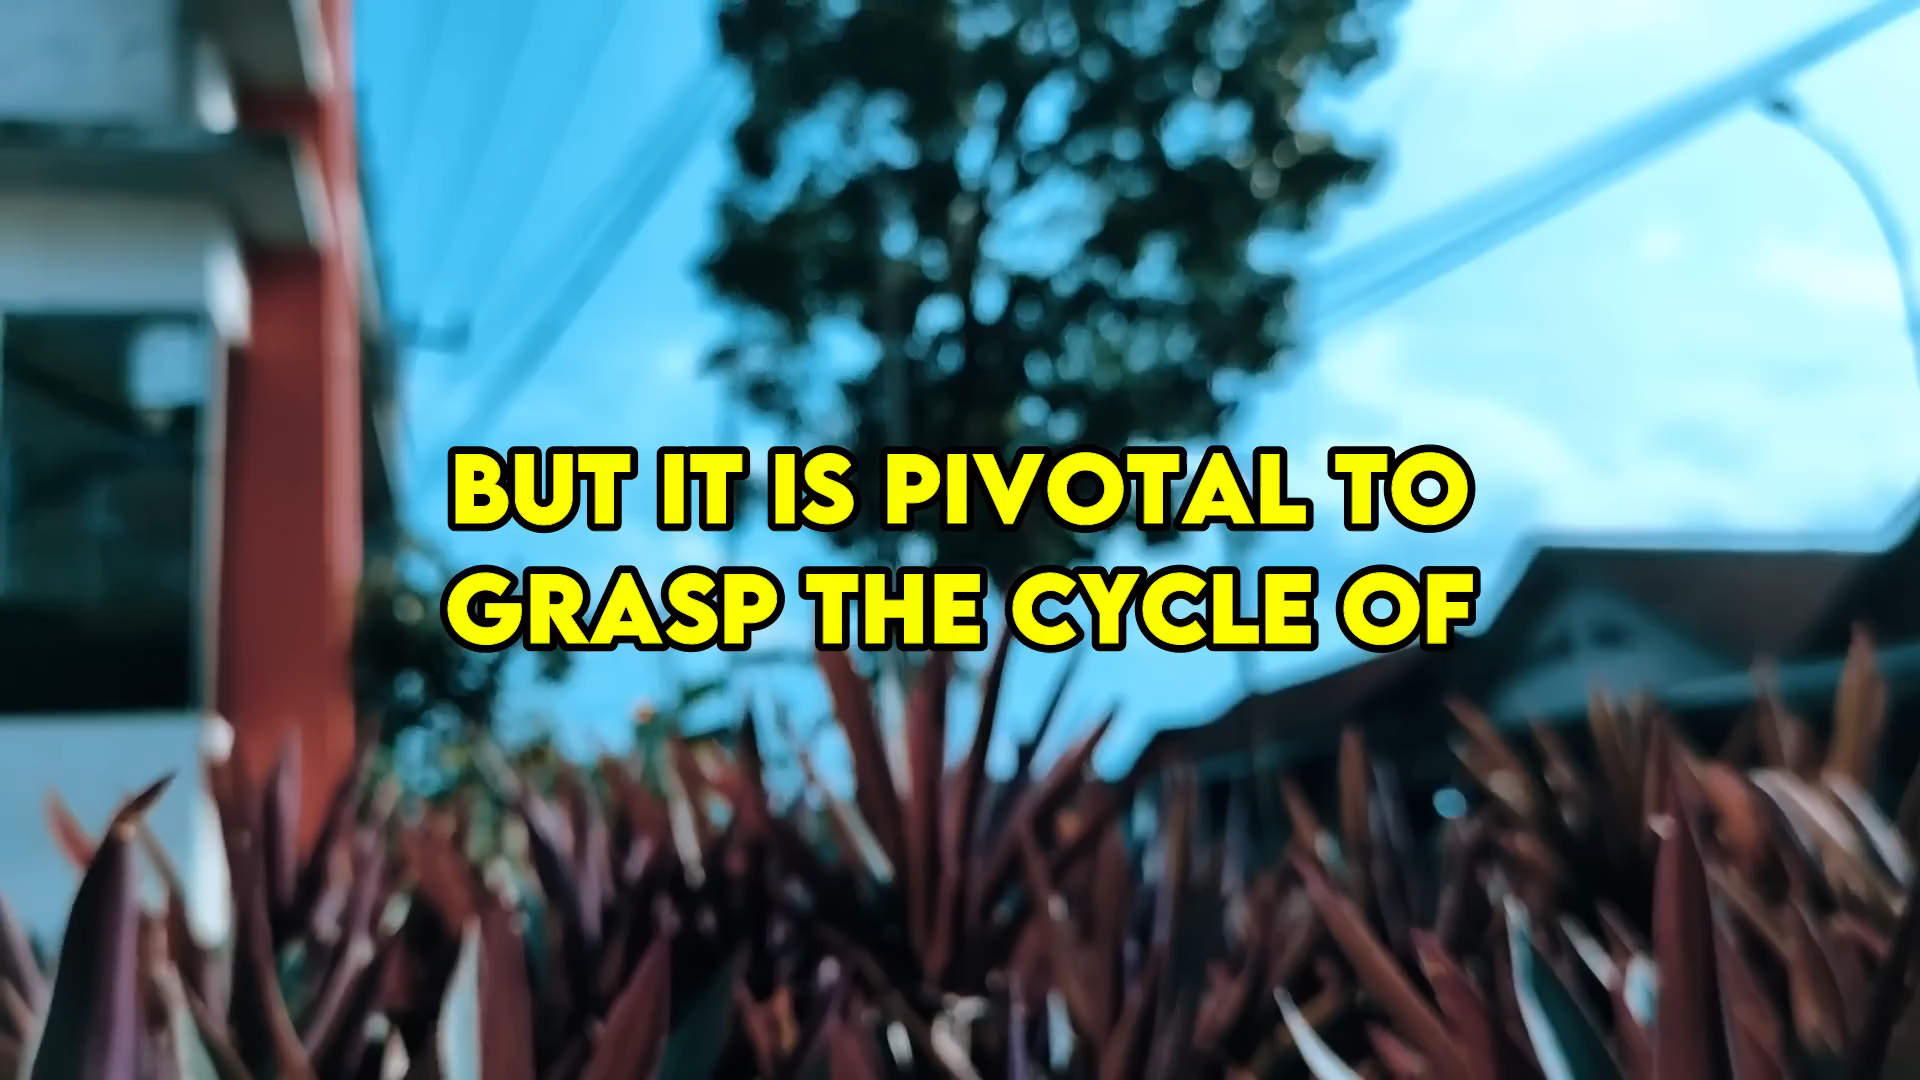 BUT IT IS PIVOTAL TO
GRASP THE CYCLE OF